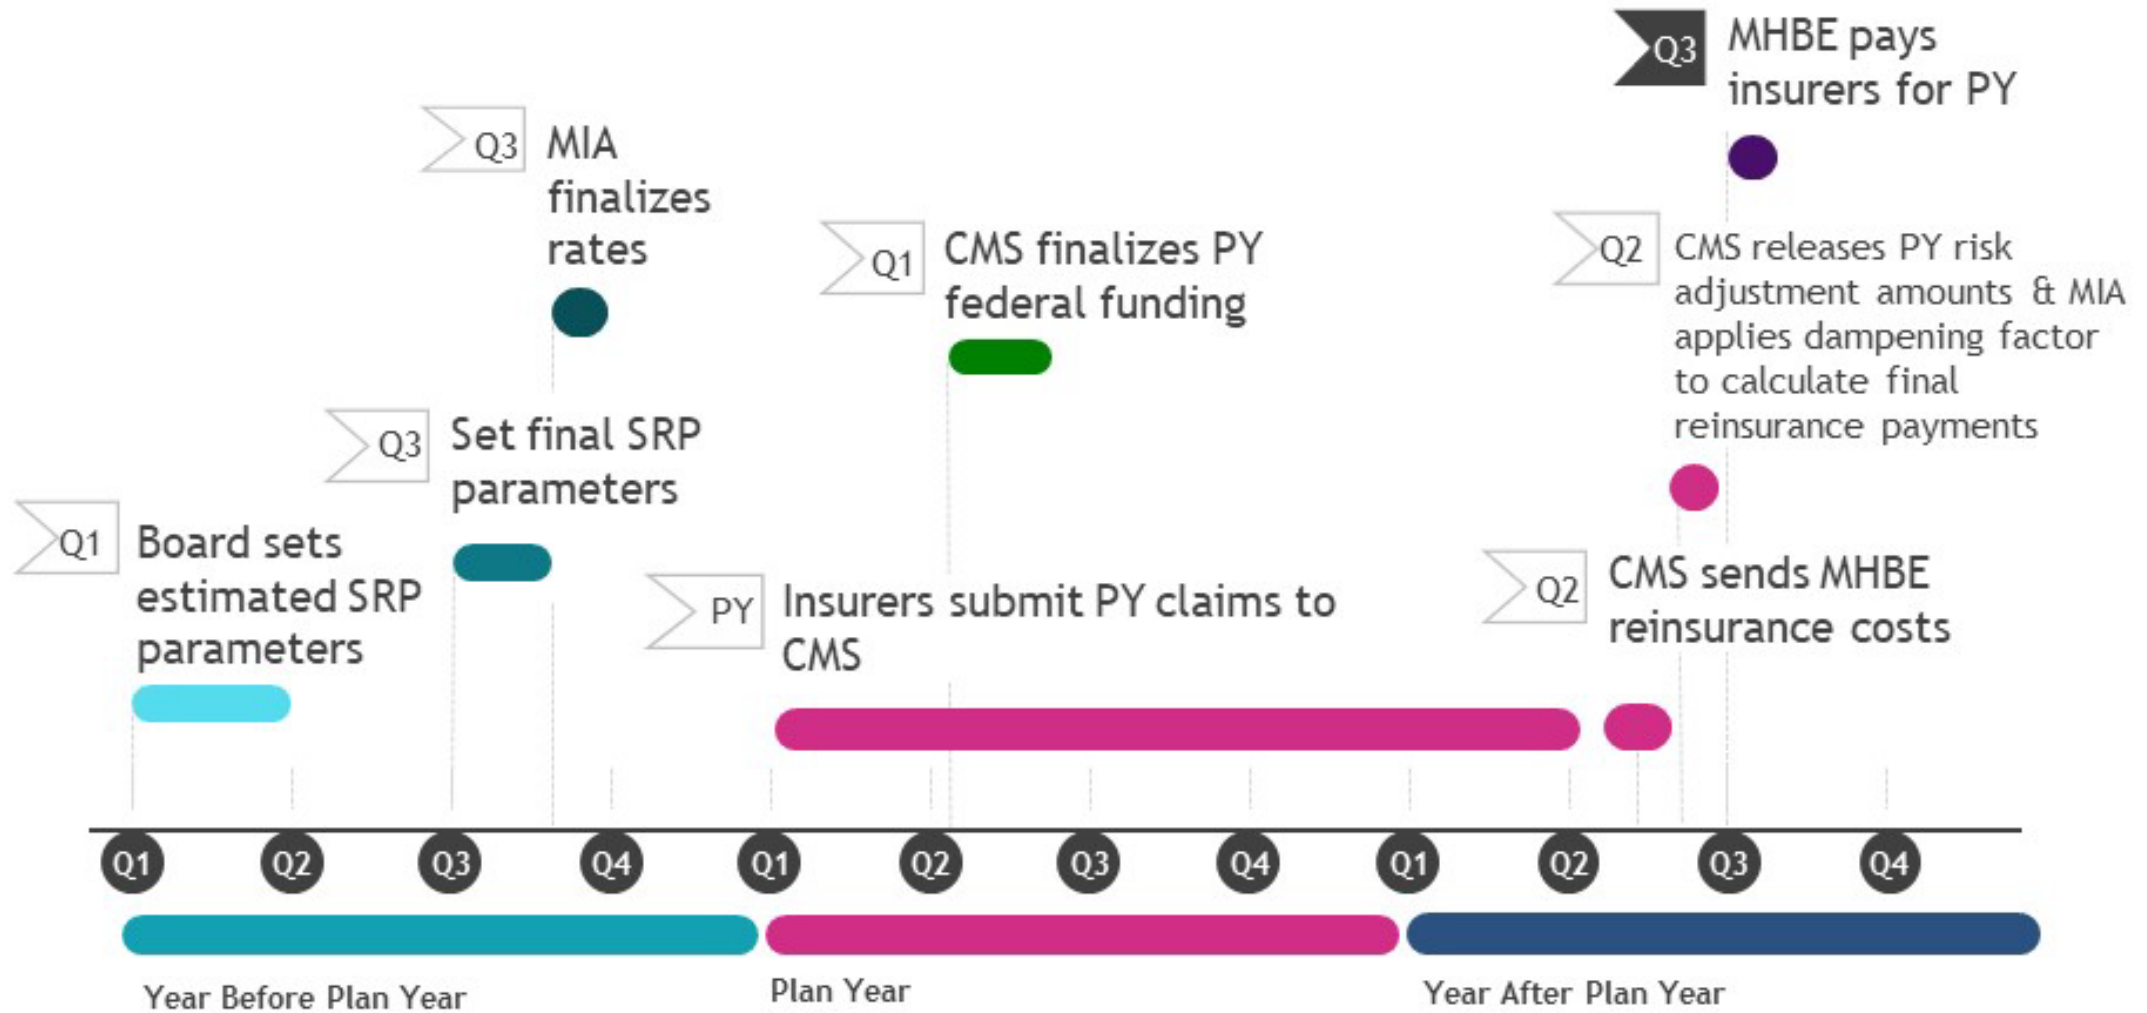 Q3
MHBE pays
insurers for PY
Q3
MIA
finalizes
rates
Q1
CMS finalizes PY
federal funding
Q2
CMS releases PY risk
adjustment amounts & MIA
applies dampening factor
to calculate final
reinsurance payments
Q3
Set final SRP
parameters
Q1
Board sets
estimated SRP
parameters
PY
Insurers submit PY claims to
CMS
Q2
CMS sends MHBE
reinsurance costs
Q1 Q2 Q3 Q4 Q1 Q2 Q3 Q4 Q1 Q2 Q3 Q4
Year Before Plan Year
Plan Year
Year After Plan Year